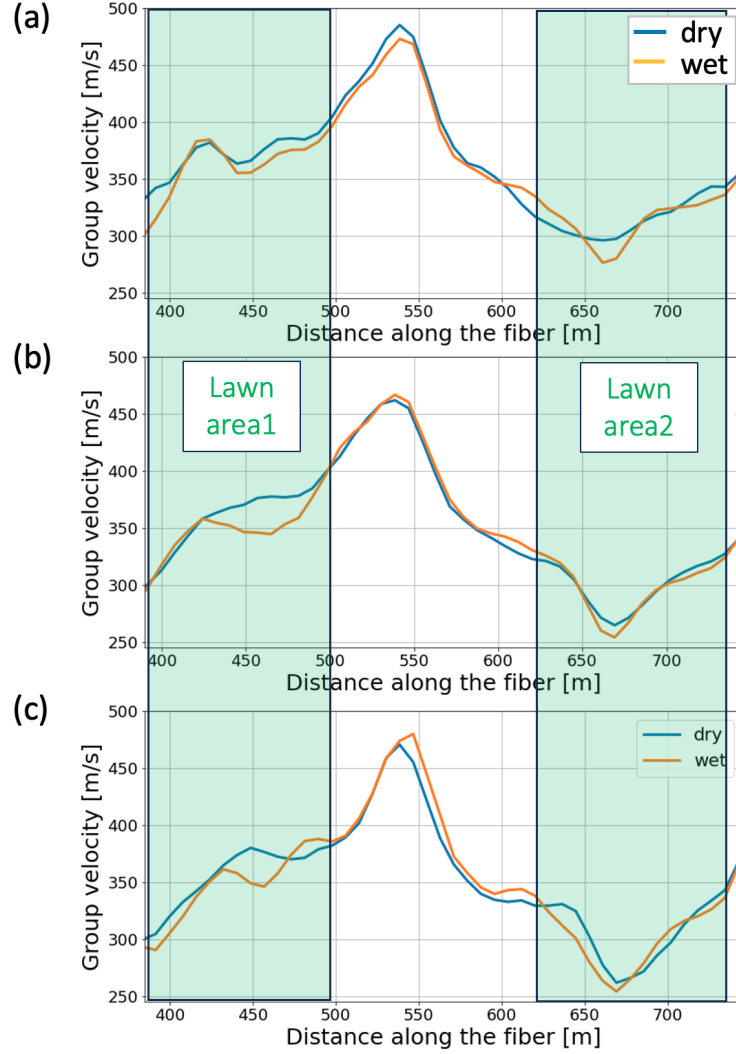 (a)
500
450
400
350
300
250
Group velocity [m/s]
dry
wet
400 450 500 550 600 650 700
Distance along the fiber [m]
(b)
500
450
400
350
300
250
Group velocity [m/s]
Lawn
area1
Lawn
area2
400 450 500 550 600 650 700
Distance along the fiber [m]
(c)
500
450
400
350
300
250
Group velocity [m/s]
dry
wet
400 450 500 550 600 650 700
Distance along the fiber [m]